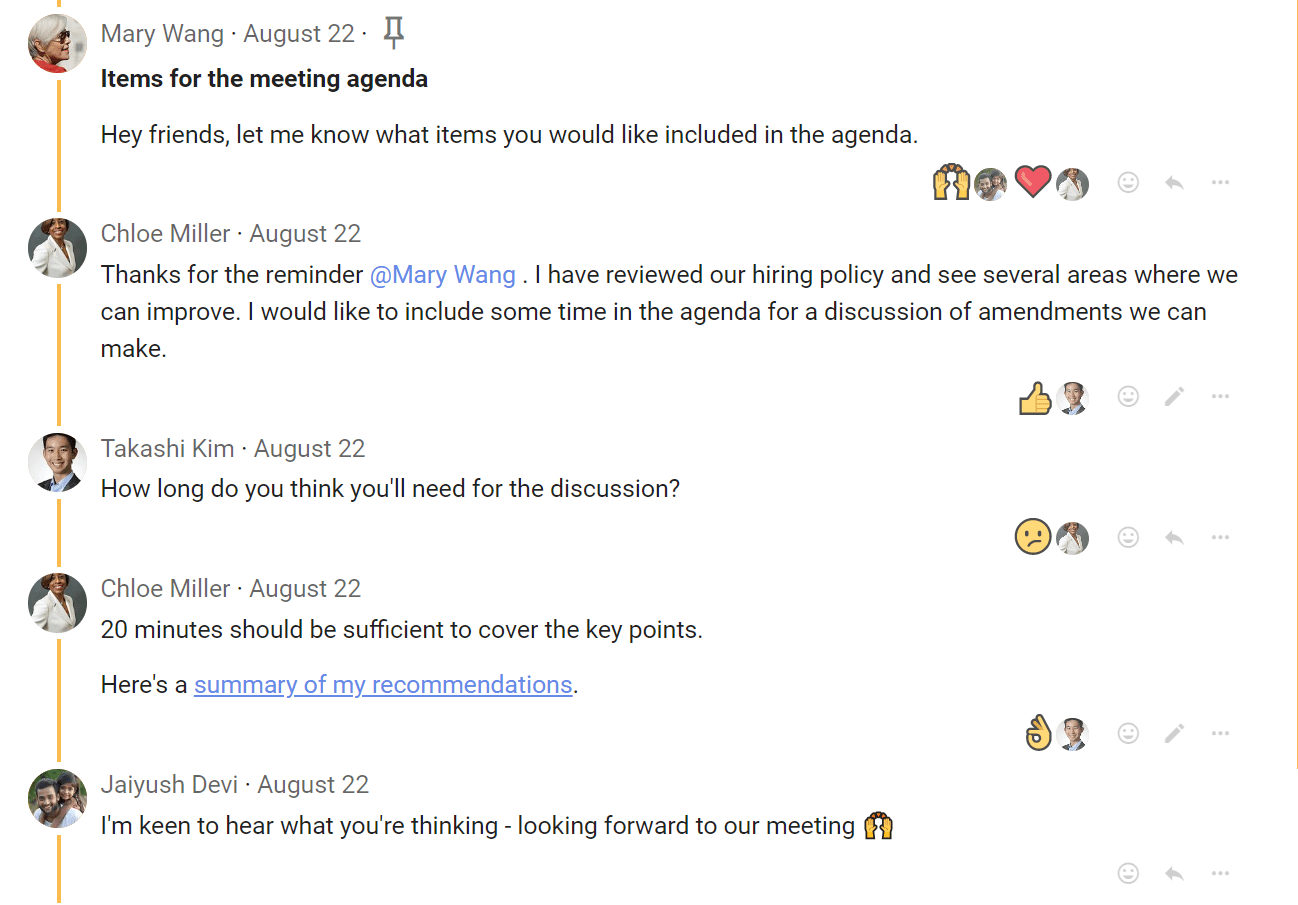 Mary Wang · August 22 ·
Items for the meeting agenda
Hey friends, let me know what items you would like included in the agenda.
Chloe Miller · August 22
Thanks for the reminder @Mary Wang . I have reviewed our hiring policy and see several areas where we
can improve. I would like to include some time in the agenda for a discussion of amendments we can
make.
Takashi Kim · August 22
How long do you think you'll need for the discussion?
Chloe Miller · August 22
20 minutes should be sufficient to cover the key points.
Here's a summary of my recommendations.
Jaiyush Devi · August 22
I'm keen to hear what you're thinking - looking forward to our meeting 🙌